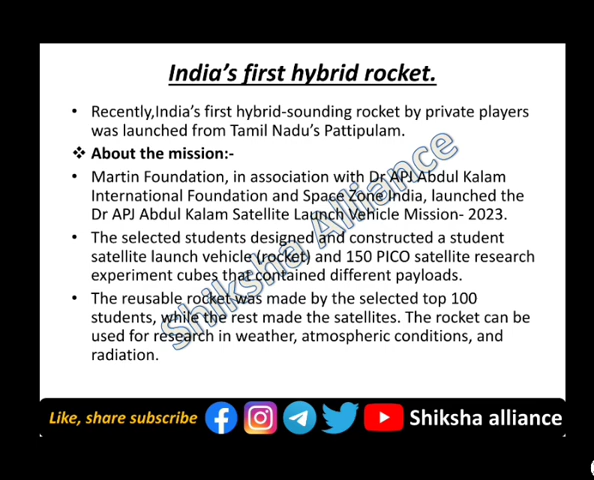 India's first hybrid rocket.
• Recently,India's first hybrid-sounding rocket by private players
was launched from Tamil Nadu's Pattipulam.
❖ About the mission:-
• Martin Foundation, in association with Dr APJ Abdul Kalam
International Foundation and Space Zone India, launched the
Dr APJ Abdul Kalam Satellite Launch Vehicle Mission- 2023.
• The selected students designed and constructed a student
satellite launch vehicle (rocket) and 150 PICO satellite research
experiment cubes that contained different payloads.
• The reusable rocket was made by the selected top 100
students, while the rest made the satellites. The rocket can be
used for research in weather, atmospheric conditions, and
radiation.
Shiksha Alliance
Like, share subscribe
Shiksha alliance